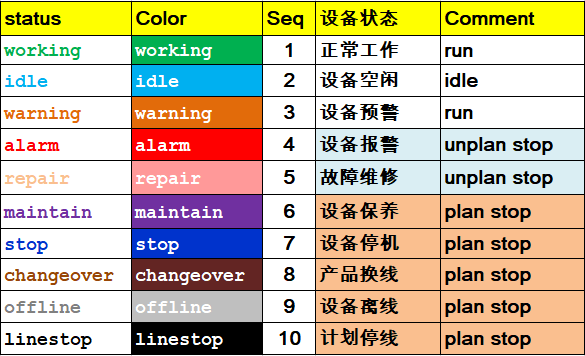 status Color Seq 设备状态 Comment
working working 1 正常工作 run
idle idle 2 设备空闲 idle
warning warning 3 设备预警 run
alarm alarm 4 设备报警 unplan stop
repair repair 5 故障维修 unplan stop
maintain maintain 6 设备保养 plan stop
stop stop 7 设备停机 plan stop
changeover changeover 8 产品换线 plan stop
offline offline 9 设备离线 plan stop
linestop linestop 10 计划停线 plan stop